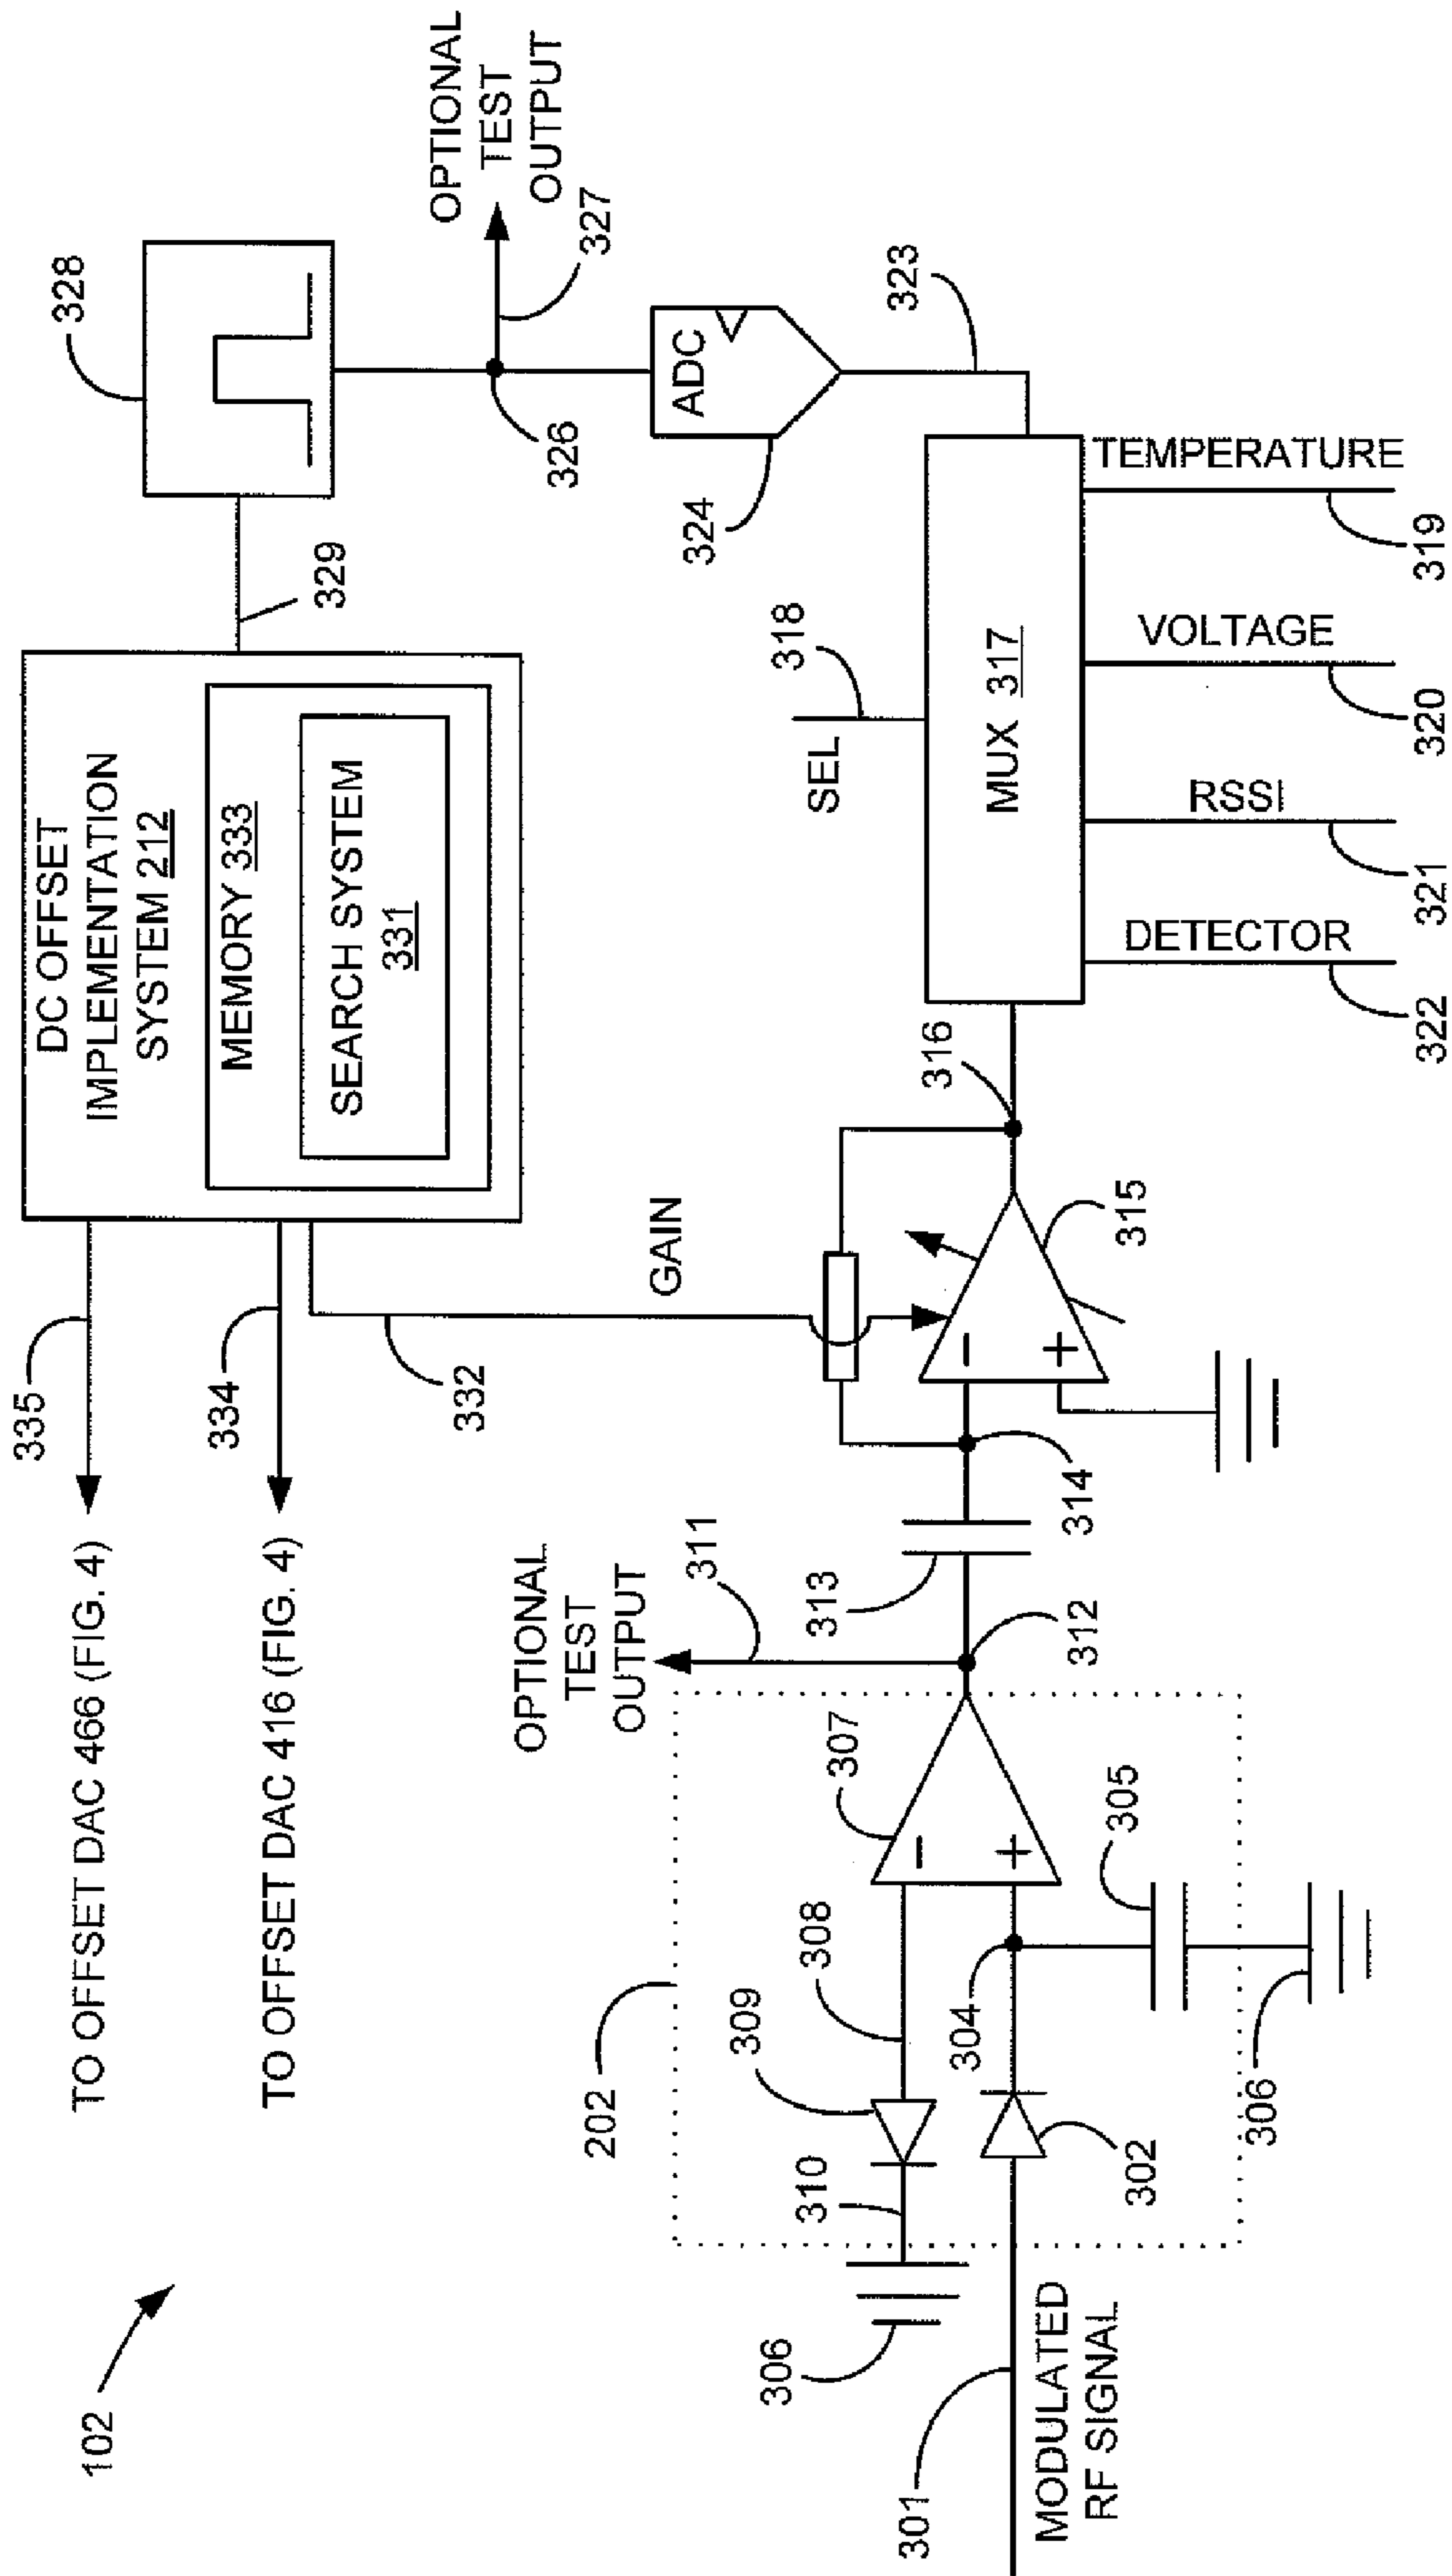 102
TO OFFSET DAC 466 (FIG. 4)
335
TO OFFSET DAC 416 (FIG. 4)
334
332
DC OFFSET
IMPLEMENTATION
SYSTEM 212
MEMORY 333
SEARCH SYSTEM
331
329
328
OPTIONAL
TEST
OUTPUT
327
326
ADC
324
323
GAIN
SEL
318
MUX 317
TEMPERATURE
319
VOLTAGE
320
RSSI
321
DETECTOR
322
316
315
-
+
314
313
OPTIONAL
TEST
OUTPUT
311
312
202
307
-
+
305
308
309
304
310
302
306
306
301
MODULATED
RF SIGNAL